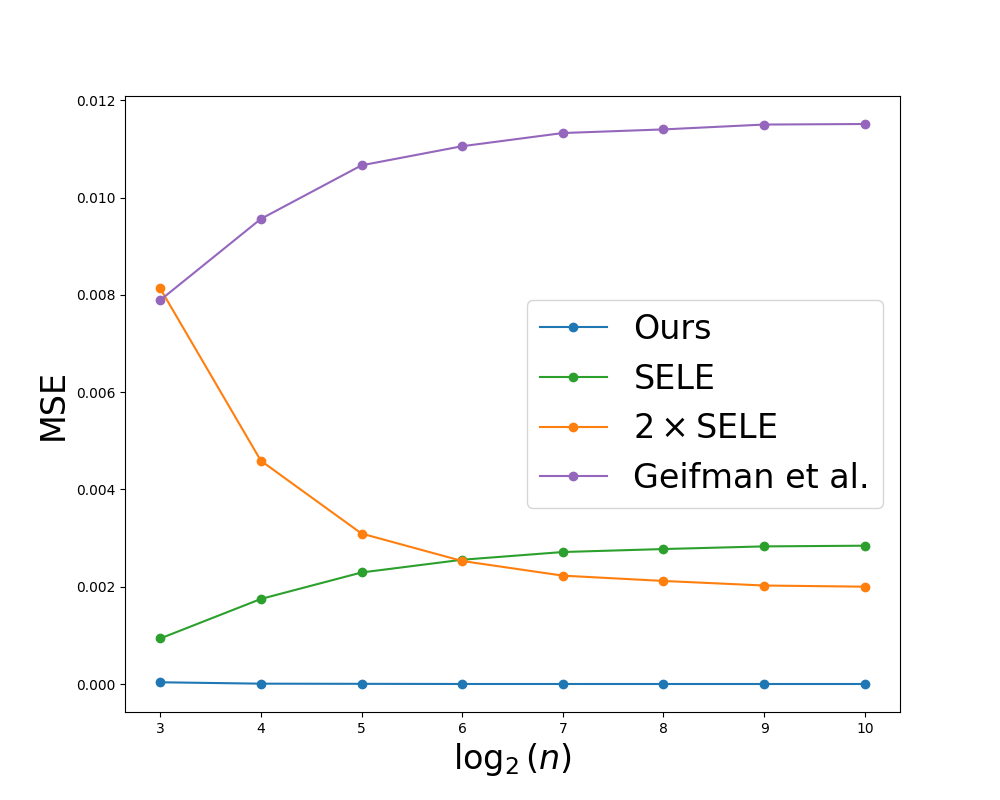 0.012
0.010
0.008
0.006
0.004
0.002
0.000
MSE
Ours
SELE
2 × SELE
Geifman et al.
3 4 5 6 7 8 9 10
log₂(n)